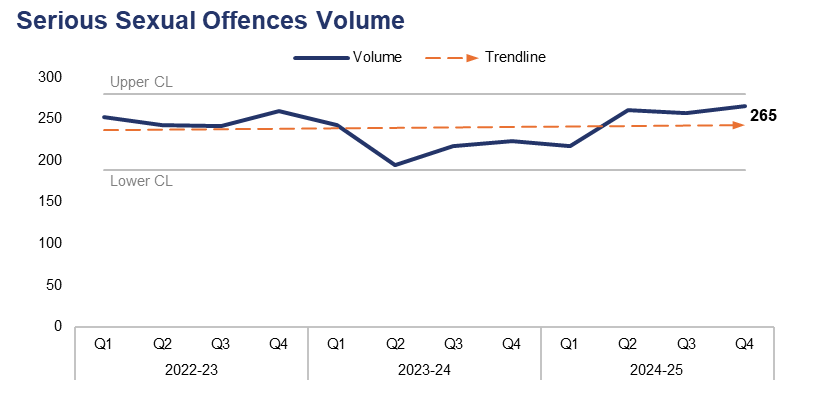 Serious Sexual Offences Volume
Volume Trendline
300
Upper CL
250
265
200
Lower CL
150
100
50
0
Q1 Q2 Q3 Q4 Q1 Q2 Q3 Q4 Q1 Q2 Q3 Q4
2022-23 2023-24 2024-25